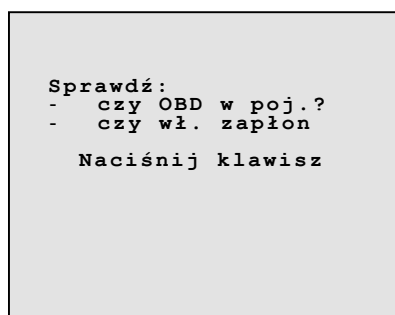 Sprawdź:
- czy OBD w poj.?
- czy wł. zapłon
Naciśnij klawisz